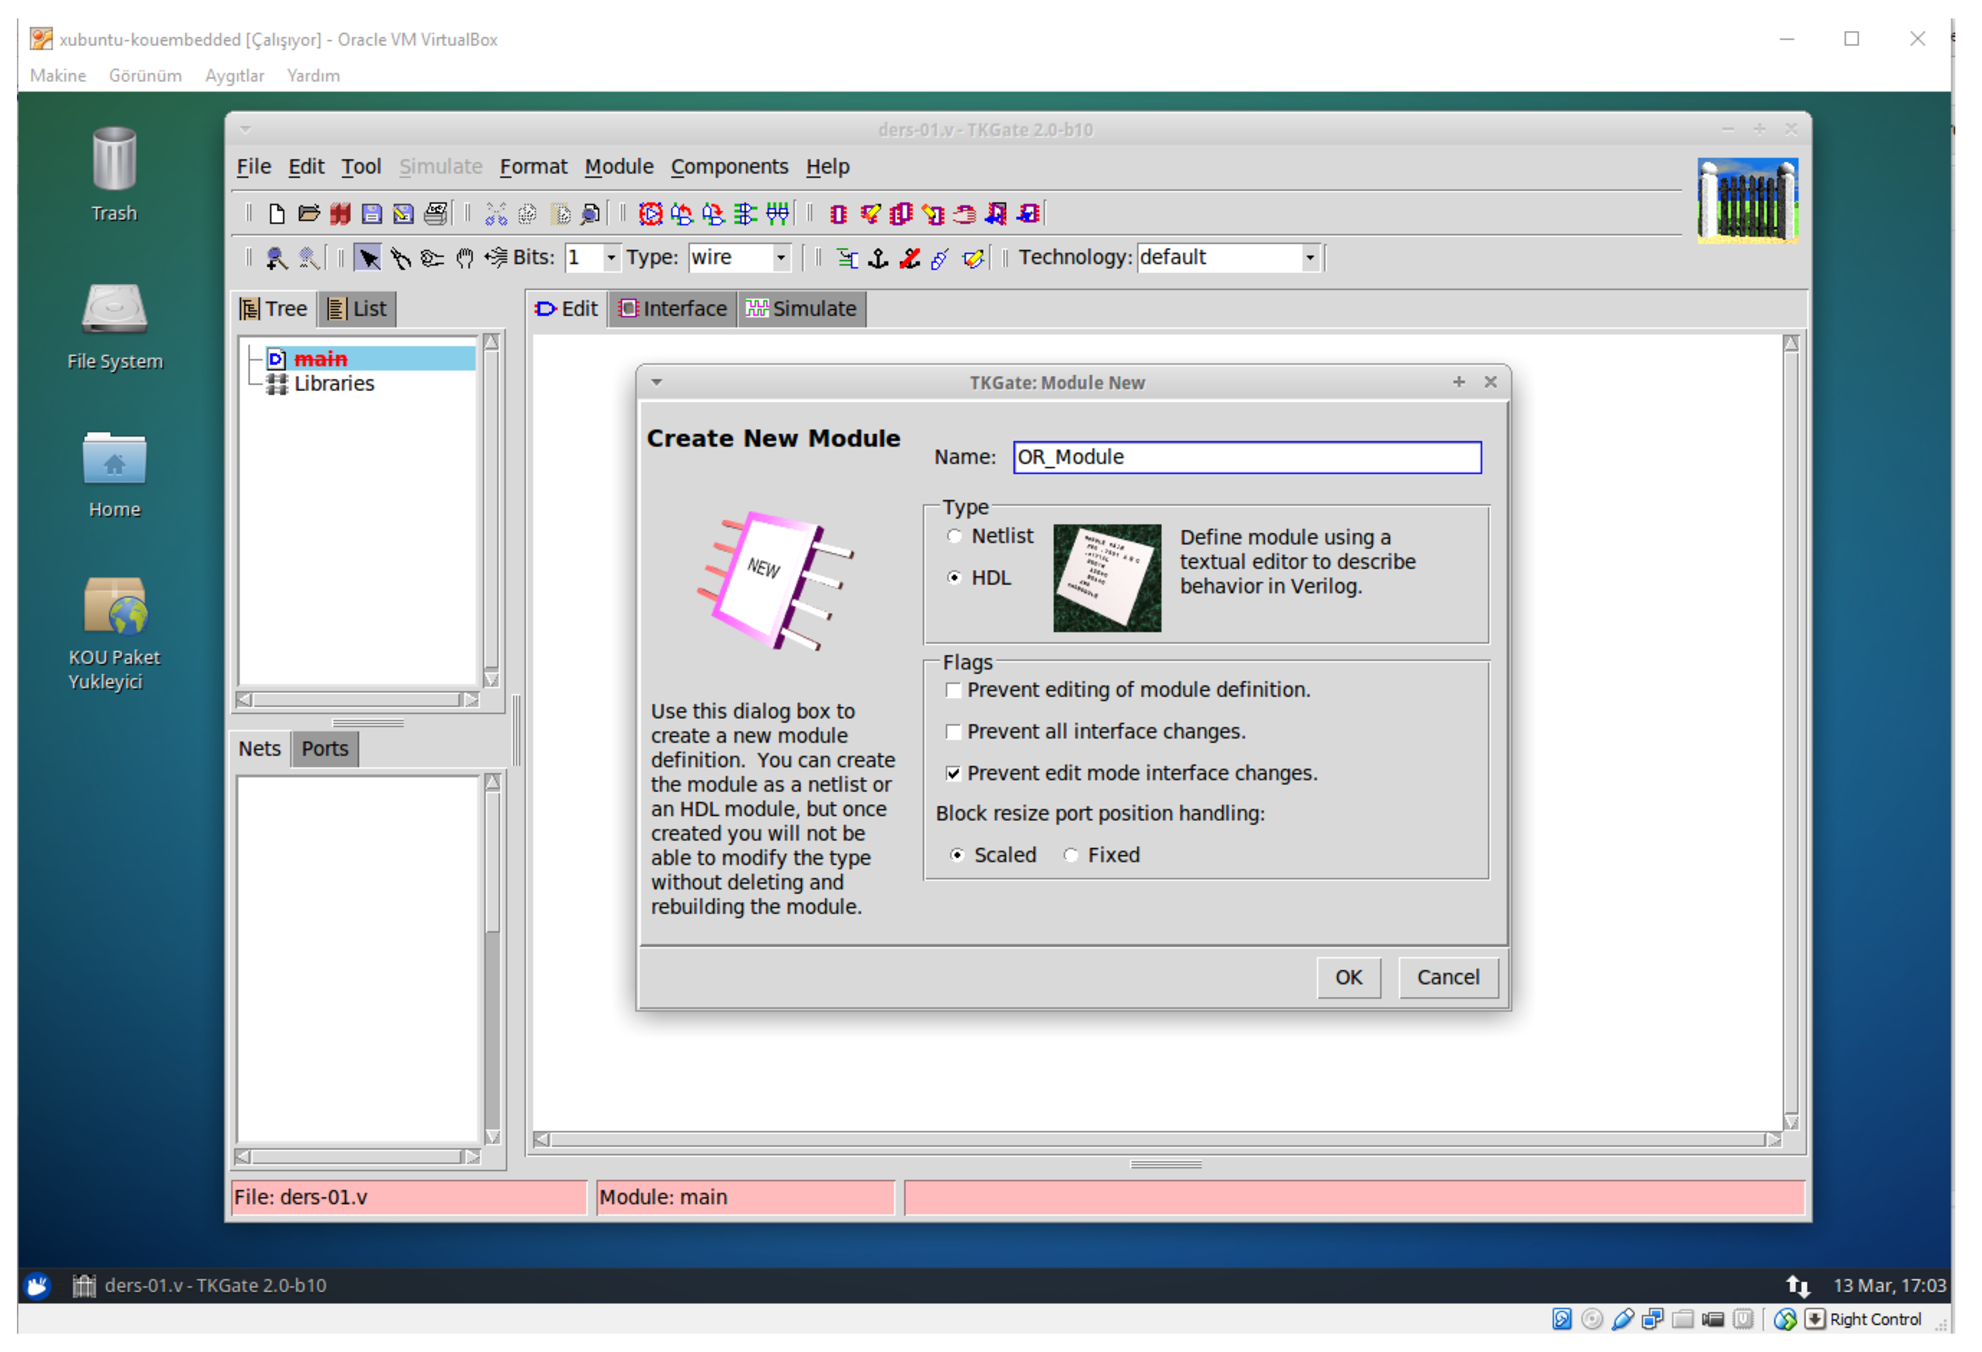 xubuntu-kouembedded [Çalışıyor] - Oracle VM VirtualBox
Makine Görünüm Aygıtlar Yardım
Trash
File System
Home
KOU Paket
Yukleyici
ders-01.v - TKGate 2.0-b10
File Edit Tool Simulate Format Module Components Help
Bits: 1 Type: wire Technology: default
Tree List
Edit Interface Simulate
main
Libraries
Nets Ports
TKGate: Module New
Create New Module
NEW
Use this dialog box to
create a new module
definition. You can create
the module as a netlist or
an HDL module, but once
created you will not be
able to modify the type
without deleting and
rebuilding the module.
Name: OR_Module
Type
Netlist
HDL
Define module using a
textual editor to describe
behavior in Verilog.
Flags
Prevent editing of module definition.
Prevent all interface changes.
Prevent edit mode interface changes.
Block resize port position handling:
Scaled Fixed
OK Cancel
File: ders-01.v Module: main
ders-01.v - TKGate 2.0-b10
13 Mar, 17:03
Right Control